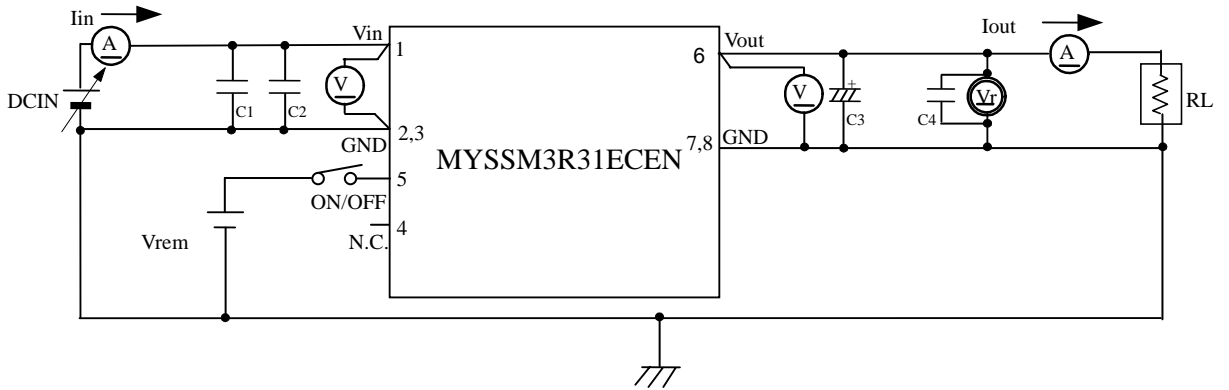 Iin
Iout
A
Vin
1
6
Vout
A
DCIN
C1
C2
V
V
+
C3
C4
Vr
RL
2,3
GND
7,8
GND
MYSSM3R31ECEN
5
ON/OFF
4
N.C.
Vrem